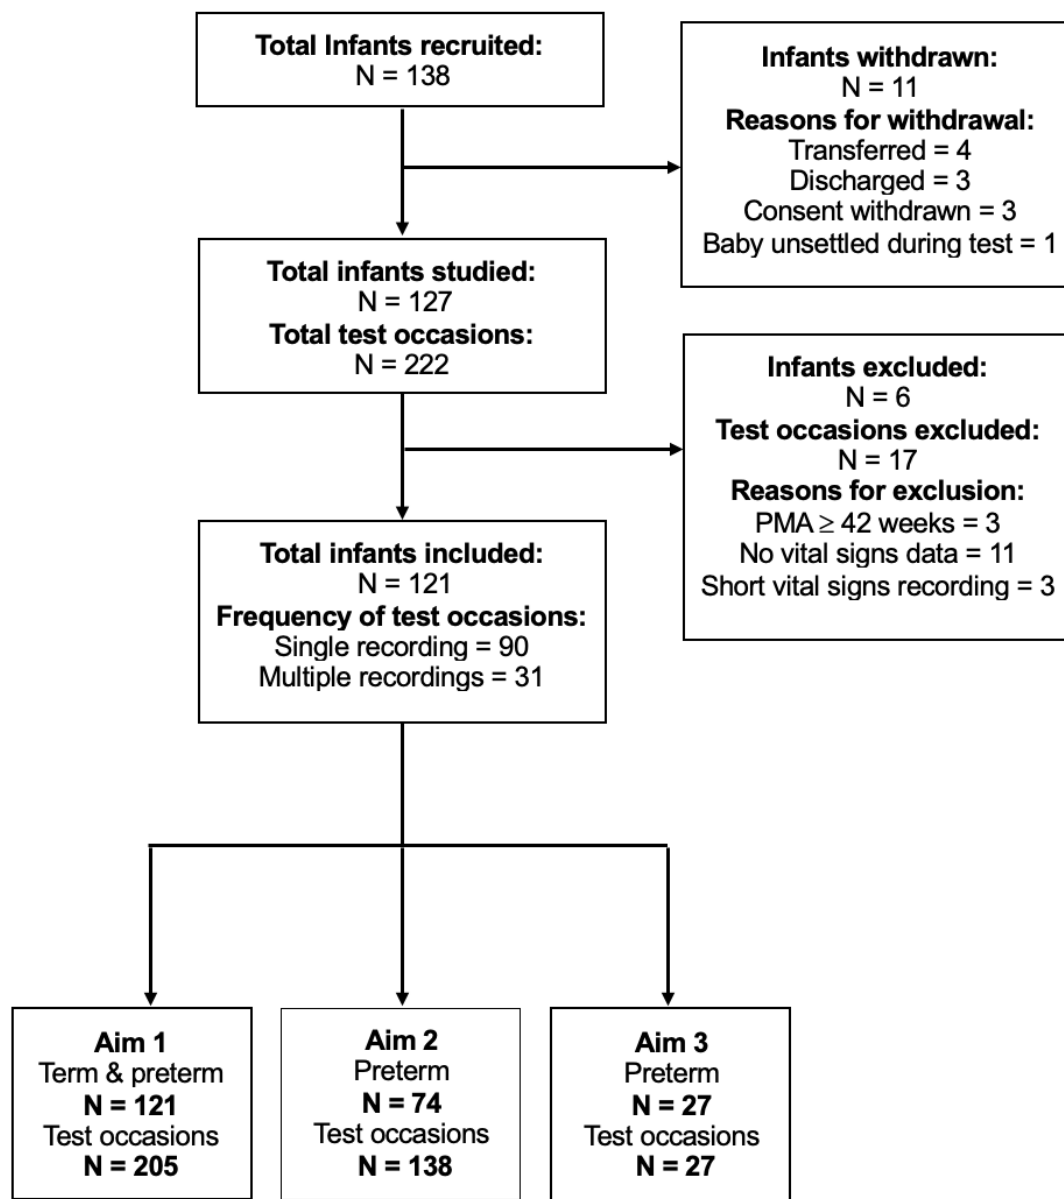 Total Infants recruited:
N = 138
Infants withdrawn:
N = 11
Reasons for withdrawal:
Transferred = 4
Discharged = 3
Consent withdrawn = 3
Baby unsettled during test = 1
Total infants studied:
N = 127
Total test occasions:
N = 222
Infants excluded:
N = 6
Test occasions excluded:
N = 17
Reasons for exclusion:
PMA ≥ 42 weeks = 3
No vital signs data = 11
Short vital signs recording = 3
Total infants included:
N = 121
Frequency of test occasions:
Single recording = 90
Multiple recordings = 31
Aim 1
Term & preterm
N = 121
Test occasions
N = 205
Aim 2
Preterm
N = 74
Test occasions
N = 138
Aim 3
Preterm
N = 27
Test occasions
N = 27